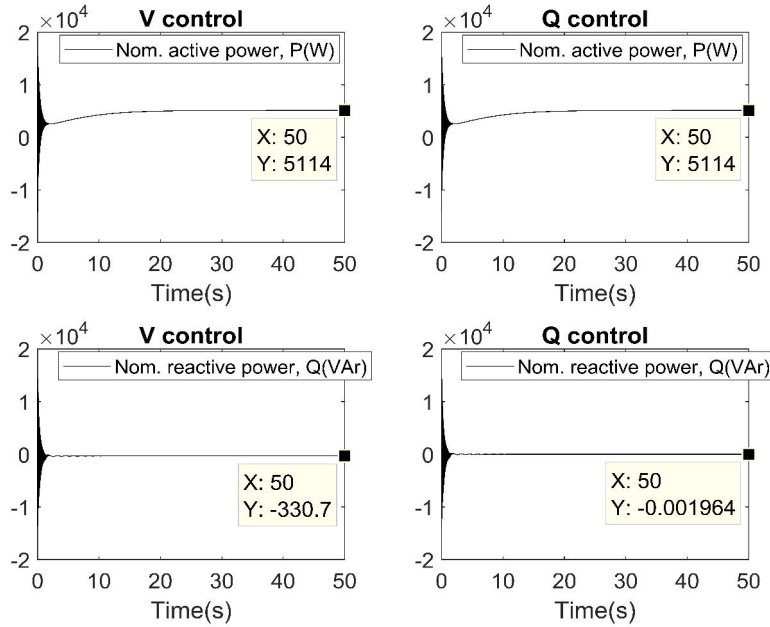 V control
×10^4
Nom. active power, P(W)
2
1
0
-1
-2
X: 50
Y: 5114
0 10 20 30 40 50
Time(s)
Q control
×10^4
Nom. active power, P(W)
2
1
0
-1
-2
X: 50
Y: 5114
0 10 20 30 40 50
Time(s)
V control
×10^4
Nom. reactive power, Q(VAr)
2
1
0
-1
-2
X: 50
Y: -330.7
0 10 20 30 40 50
Time(s)
Q control
×10^4
Nom. reactive power, Q(VAr)
2
1
0
-1
-2
X: 50
Y: -0.001964
0 10 20 30 40 50
Time(s)